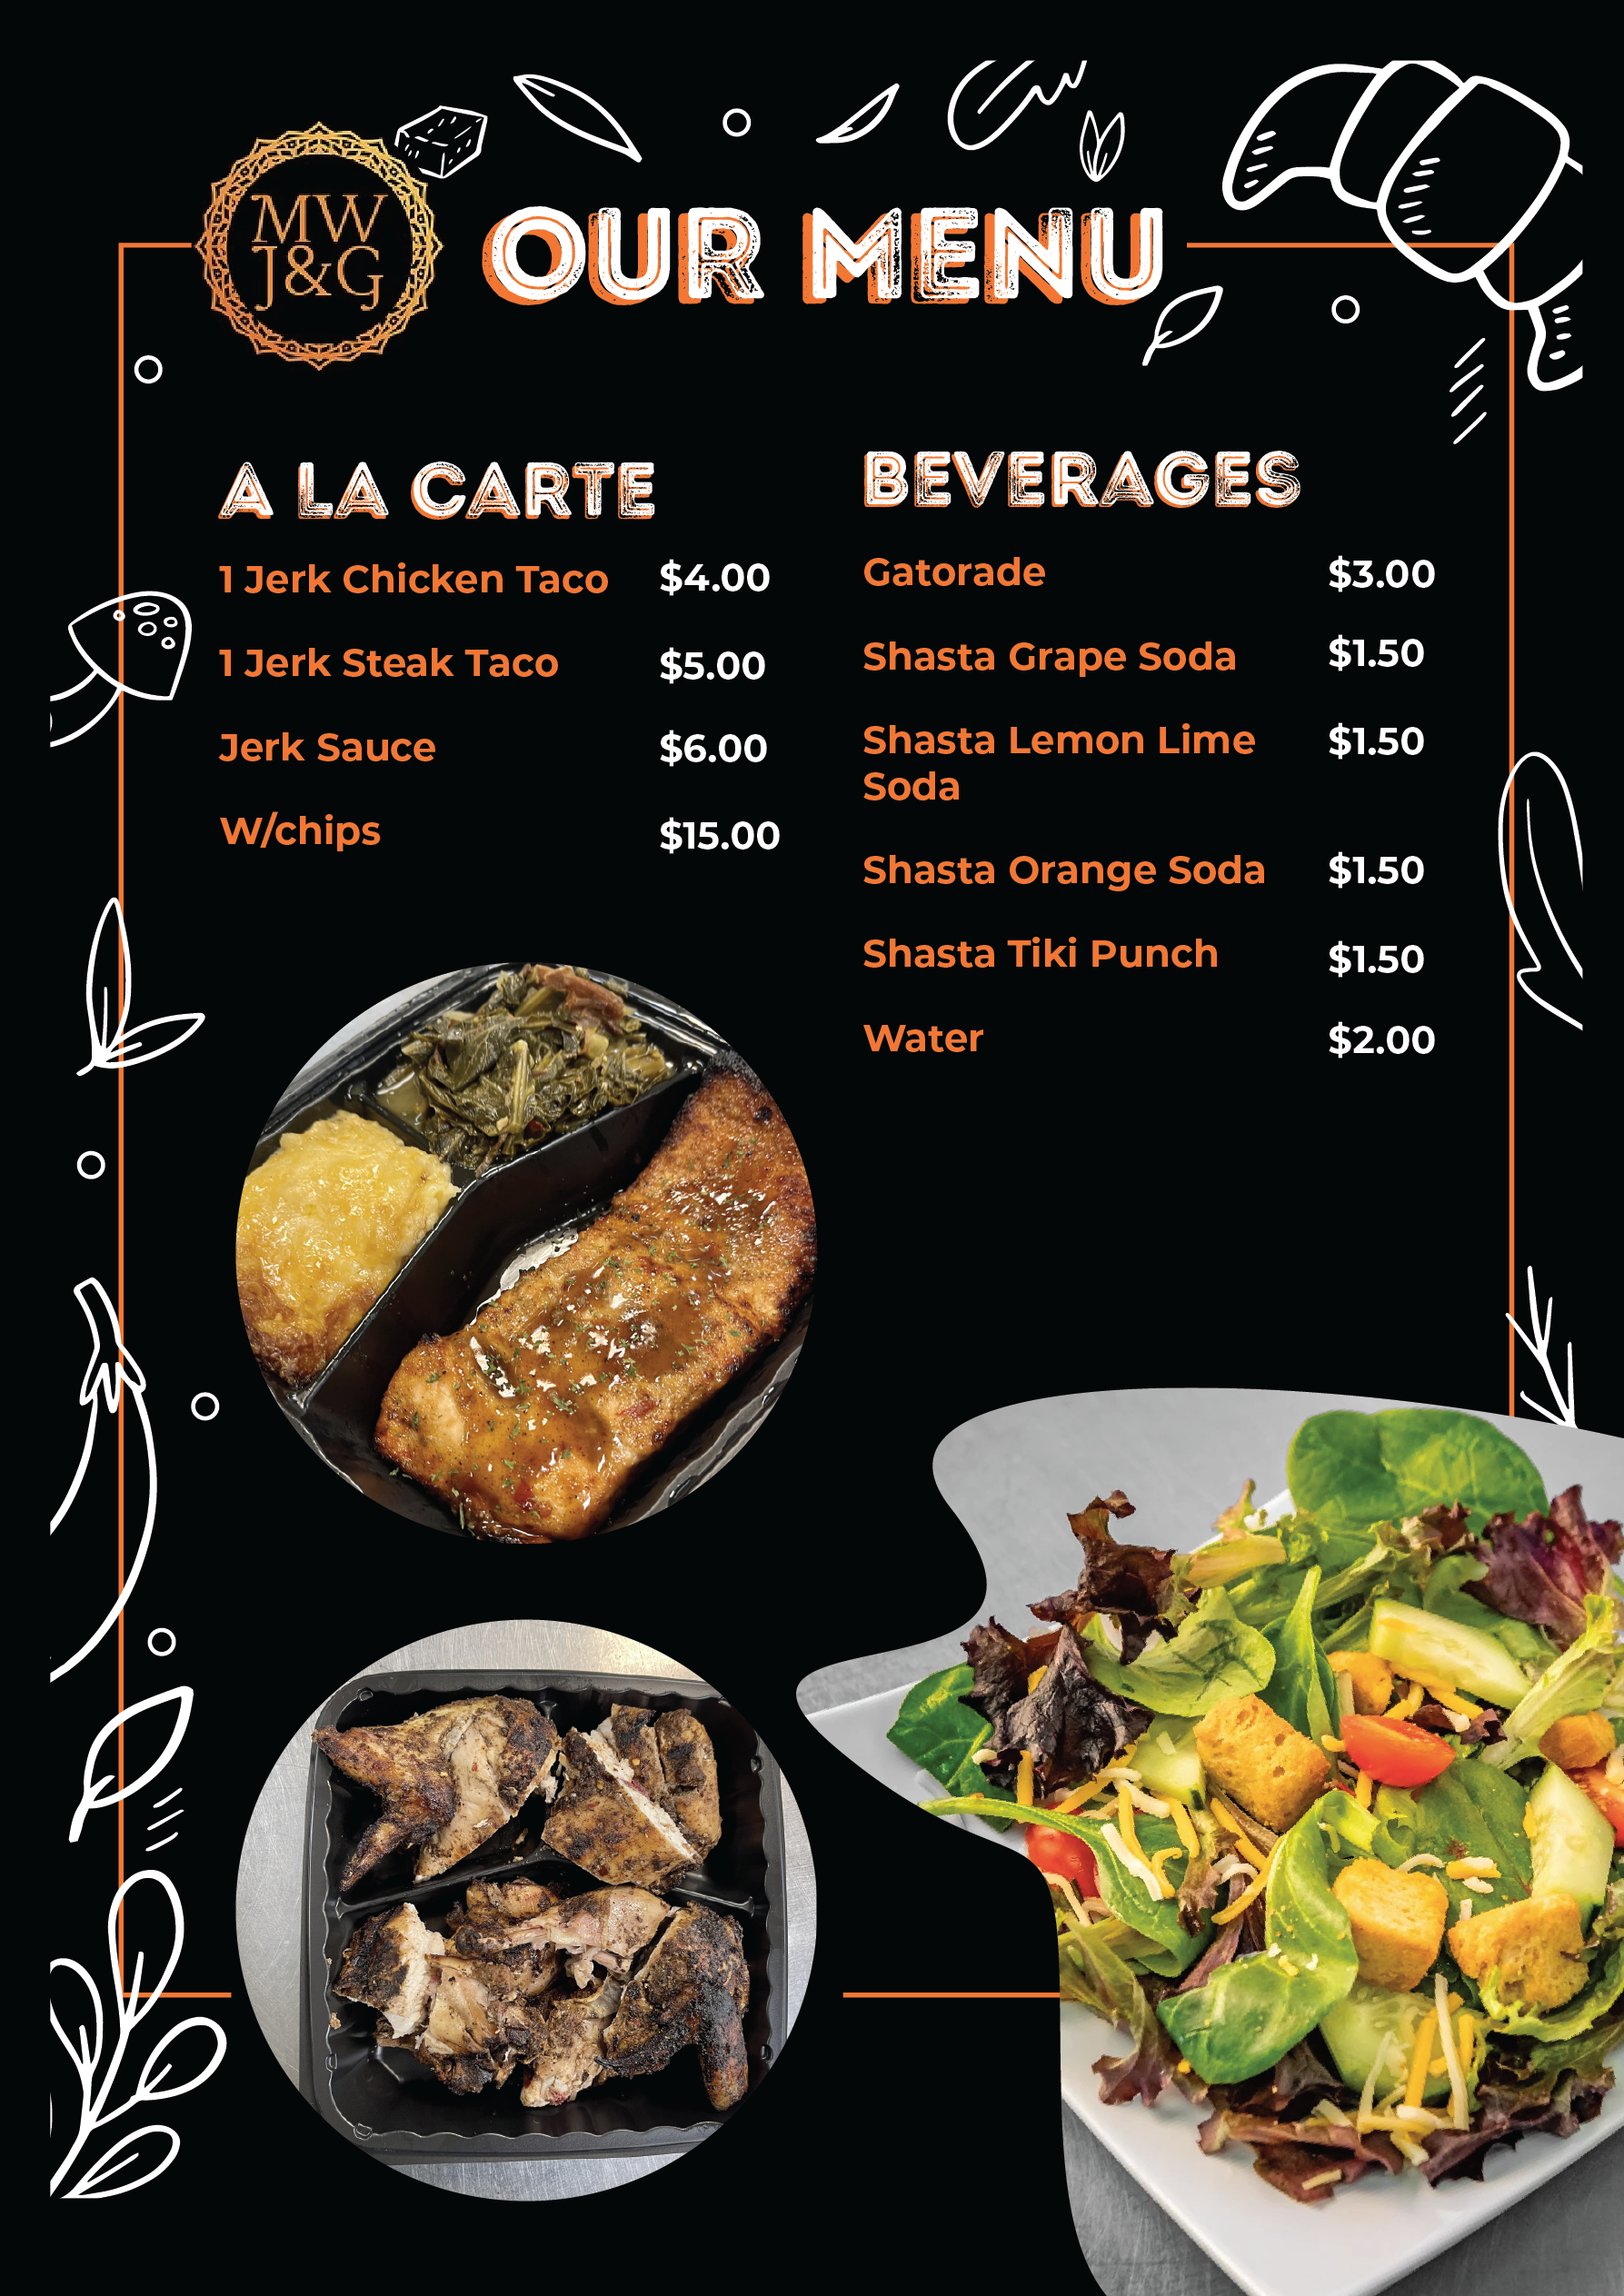 MW
J&G
OUR MENU
A LA CARTE
1 Jerk Chicken Taco $4.00
1 Jerk Steak Taco $5.00
Jerk Sauce $6.00
W/chips $15.00
BEVERAGES
Gatorade $3.00
Shasta Grape Soda $1.50
Shasta Lemon Lime $1.50
Soda
Shasta Orange Soda $1.50
Shasta Tiki Punch $1.50
Water $2.00